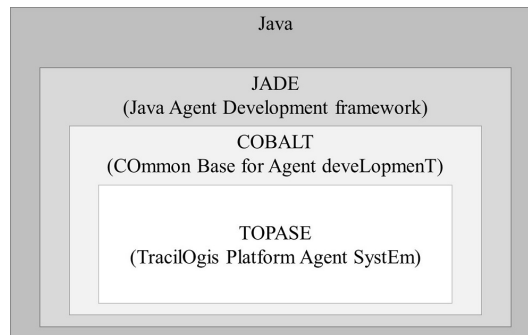 Java
JADE
(Java Agent Development framework)
COBALT
(COmmon Base for Agent deveLopmenT)
TOPASE
(TracilOgis Platform Agent SystEm)